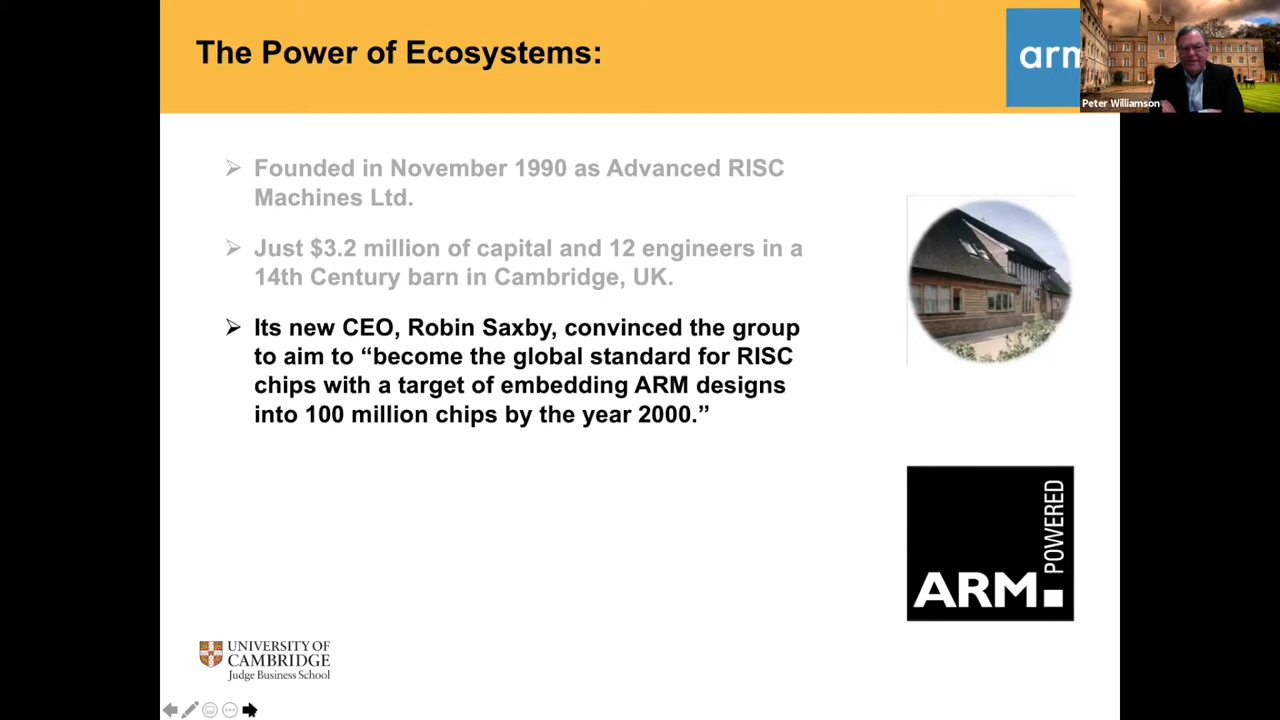 The Power of Ecosystems:
arm
Peter Williamson
Founded in November 1990 as Advanced RISC
Machines Ltd.
Just $3.2 million of capital and 12 engineers in a
14th Century barn in Cambridge, UK.
Its new CEO, Robin Saxby, convinced the group
to aim to “become the global standard for RISC
chips with a target of embedding ARM designs
into 100 million chips by the year 2000.”
ARM POWERED
UNIVERSITY OF
CAMBRIDGE
Judge Business School